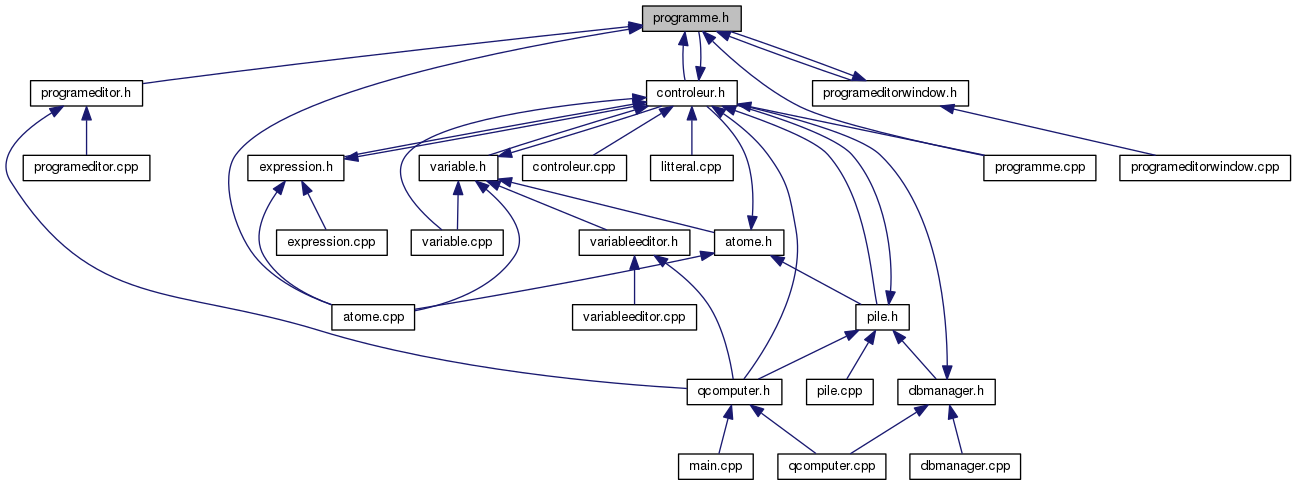 programme.h
programeditor.h
controleur.h
programeditorwindow.h
programeditor.cpp
expression.h
variable.h
controleur.cpp
litteral.cpp
programme.cpp
programeditorwindow.cpp
expression.cpp
variable.cpp
variableeditor.h
atome.h
atome.cpp
variableeditor.cpp
pile.h
qcomputer.h
pile.cpp
dbmanager.h
main.cpp
qcomputer.cpp
dbmanager.cpp